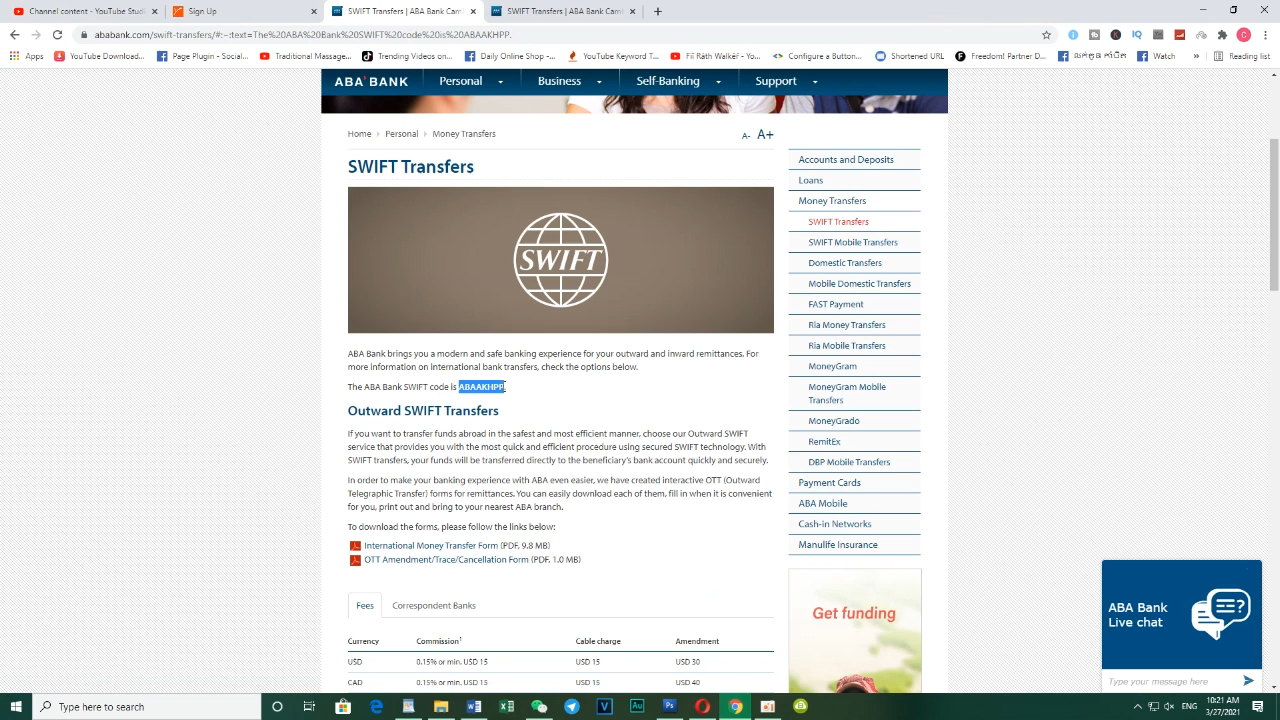 Channel content - YouTube Studi
Sign Up
SWIFT Transfers | ABA Bank Cam
SWIFT Transfers | ABA Bank Cam
ababank.com/swift-transfers/#:~:text=The%20ABA%20Bank%20SWIFT%20code%20is%20ABAAKHPP.
Apps
YouTube Download...
Page Plugin - Social...
Traditional Massage...
Trending Videos on...
Daily Online Shop -...
YouTube Keyword T...
Fil Rath Walker - Yo...
Configure a Button...
Shortened URL
Freedom! Partner D...
Watch
»
Reading list
ABA' BANK
Personal
Business
Self-Banking
Support
Home
Personal
Money Transfers
A- A+
SWIFT Transfers
SWIFT
ABA Bank brings you a modern and safe banking experience for your outward and inward remittances. For
more information on international bank transfers, check the options below.
The ABA Bank SWIFT code is ABAAKHPP.
Outward SWIFT Transfers
If you want to transfer funds abroad in the safest and most efficient manner, choose our Outward SWIFT
service that provides you with the most quick and efficient procedure using secured SWIFT technology. With
SWIFT transfers, your funds will be transferred directly to the beneficiary's bank account quickly and securely.
In order to make your banking experience with ABA even easier, we have created interactive OTT (Outward
Telegraphic Transfer) forms for remittances. You can easily download each of them, fill in when it is convenient
for you, print out and bring to your nearest ABA branch.
To download the forms, please follow the links below:
International Money Transfer Form (PDF, 9.8 MB)
OTT Amendment/Trace/Cancellation Form (PDF, 1.0 MB)
Fees
Correspondent Banks
Currency Commission¹ Cable charge Amendment
USD 0.15% or min. USD 15 USD 15 USD 30
CAD 0.15% or min. USD 15 USD 15 USD 40
Accounts and Deposits
Loans
Money Transfers
SWIFT Transfers
SWIFT Mobile Transfers
Domestic Transfers
Mobile Domestic Transfers
FAST Payment
Ria Money Transfers
Ria Mobile Transfers
MoneyGram
MoneyGram Mobile
Transfers
MoneyGrado
RemitEx
DBP Mobile Transfers
Payment Cards
ABA Mobile
Cash-in Networks
Manulife Insurance
Get funding
ABA Bank
Live chat
Type your message here
Type here to search
ENG
10:21 AM
3/27/2021